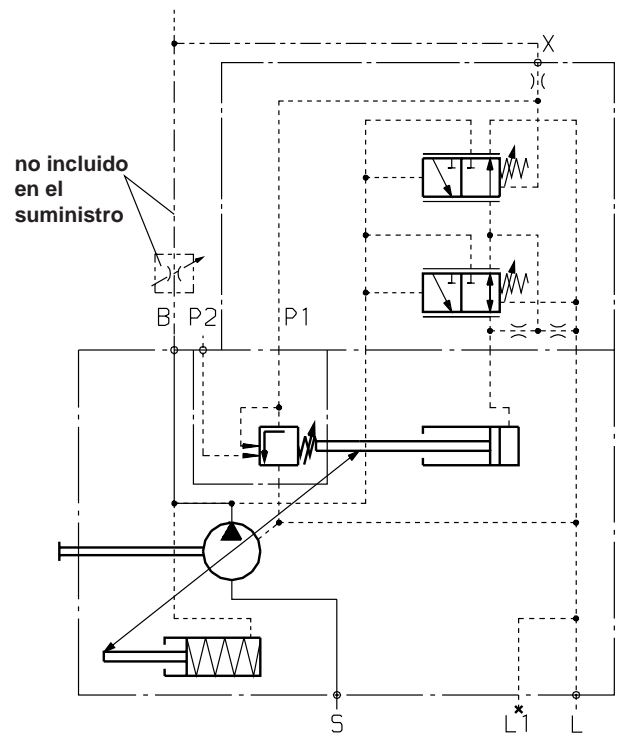 X
no incluido
en el
suministro
B P2 P1
S L1 L